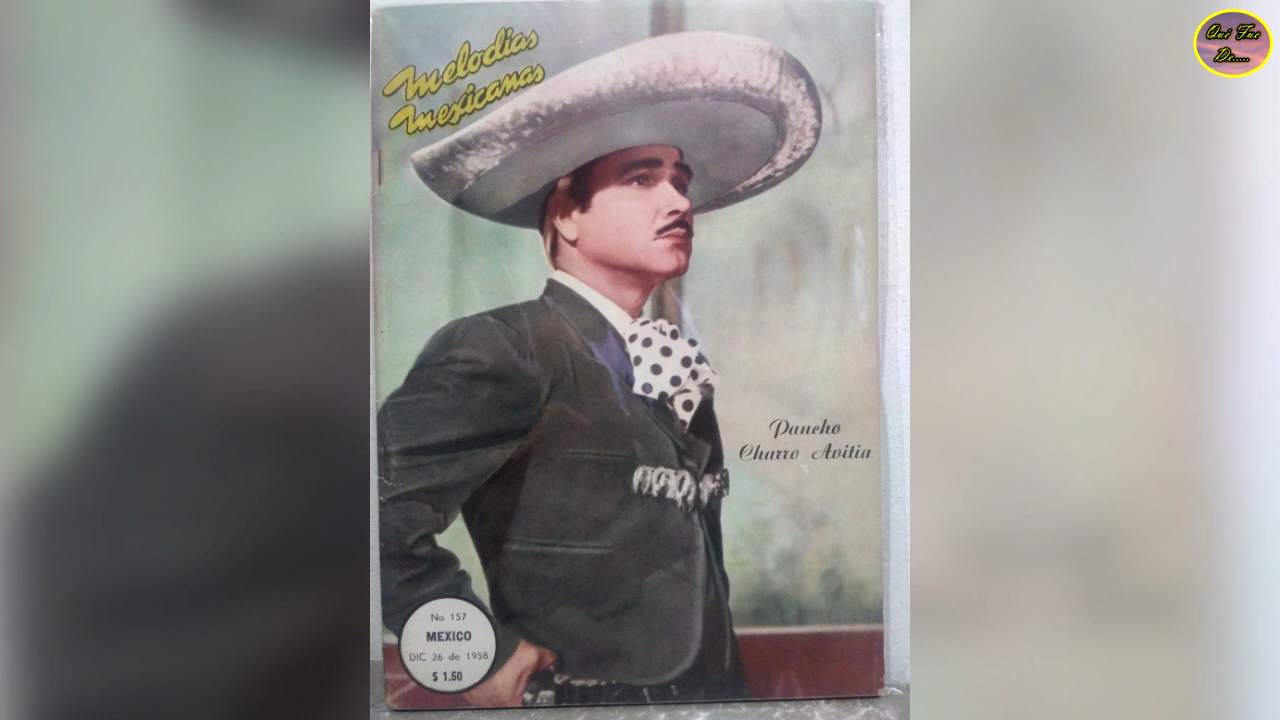 Melodías
Mexicanas
Qué Fue
De.....
Pancho
Charro Avitia
No 157
MEXICO
DIC 26 de 1958
$ 1.50